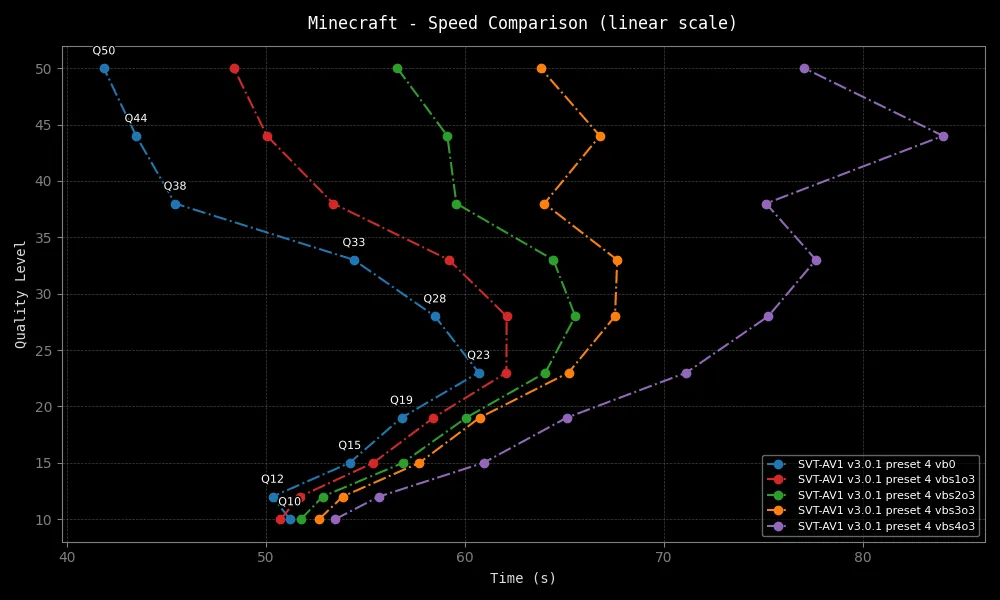 Minecraft - Speed Comparison (linear scale)
Q50
50
45
Q44
40
Q38
35
Q33
30
Q28
25
Q23
20
Q19
15
Q15
Q12
Q10
10
Quality Level
40
50
60
70
80
Time (s)
SVT-AV1 v3.0.1 preset 4 vb0
SVT-AV1 v3.0.1 preset 4 vbs1o3
SVT-AV1 v3.0.1 preset 4 vbs2o3
SVT-AV1 v3.0.1 preset 4 vbs3o3
SVT-AV1 v3.0.1 preset 4 vbs4o3